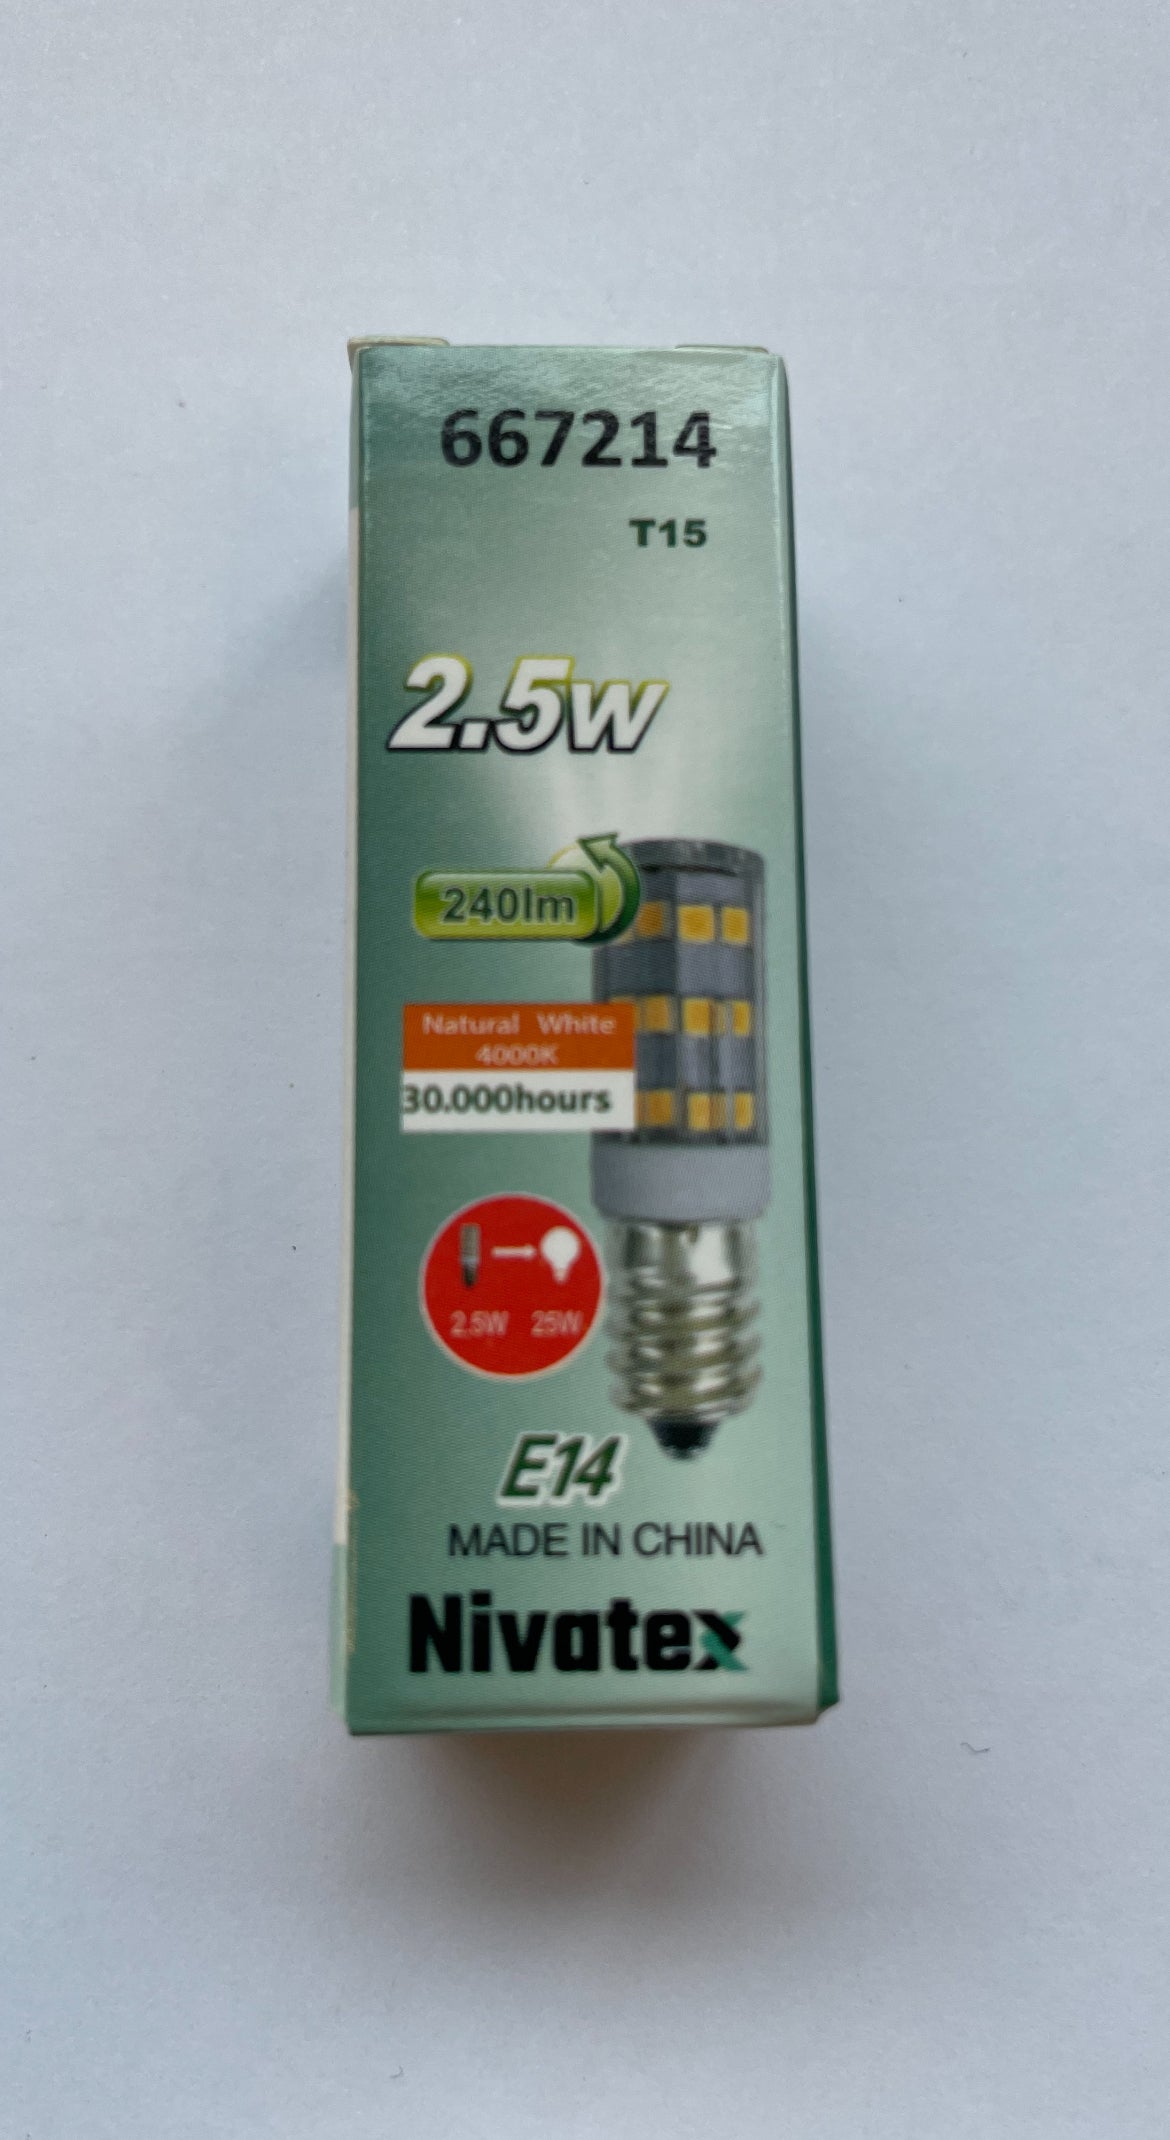 667214
T15
2.5w
240lm
Natural White
4000K
30.000hours
2.5W 25W
E14
MADE IN CHINA
Nivatex